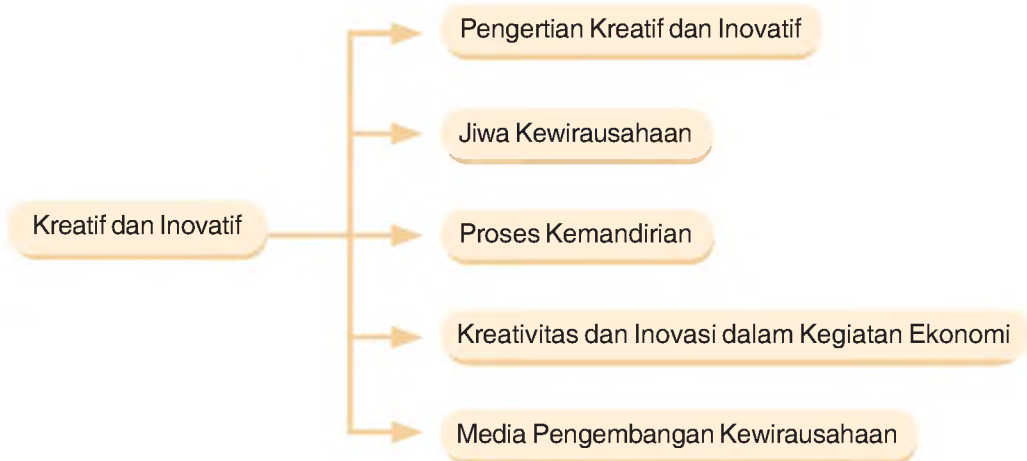 Pengertian Kreatif dan Inovatif
Jiwa Kewirausahaan
Kreatif dan Inovatif
Proses Kemandirian
Kreativitas dan Inovasi dalam Kegiatan Ekonomi
Media Pengembangan Kewirausahaan